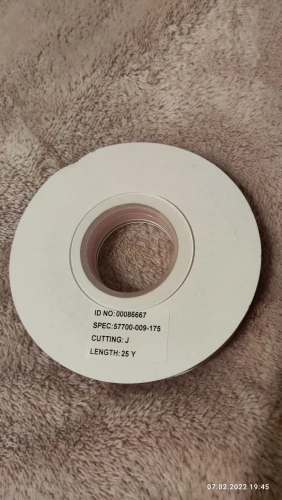 ID NO: 00086667
SPEC:57700-009-175
CUTTING: J
LENGTH: 25 Y
07.02.2022 19:45